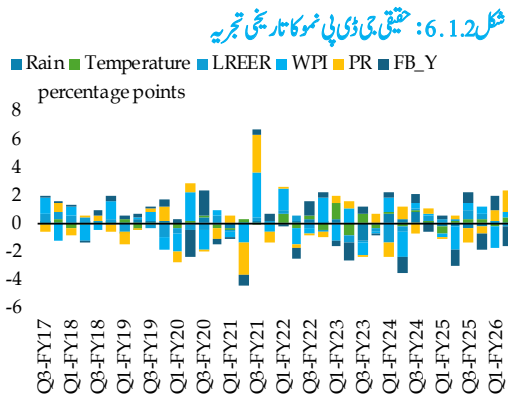 شکل 6.1.2: حقیقی جی ڈی پی نمو کا تاریخی تجزیہ
Rain Temperature LREER WPI PR FB_Y
percentage points
8
6
4
2
0
-2
-4
-6
Q3-FY17
Q1-FY18
Q3-FY18
Q1-FY19
Q3-FY19
Q1-FY20
Q3-FY20
Q1-FY21
Q3-FY21
Q1-FY22
Q3-FY22
Q1-FY23
Q3-FY23
Q1-FY24
Q3-FY24
Q1-FY25
Q3-FY25
Q1-FY26